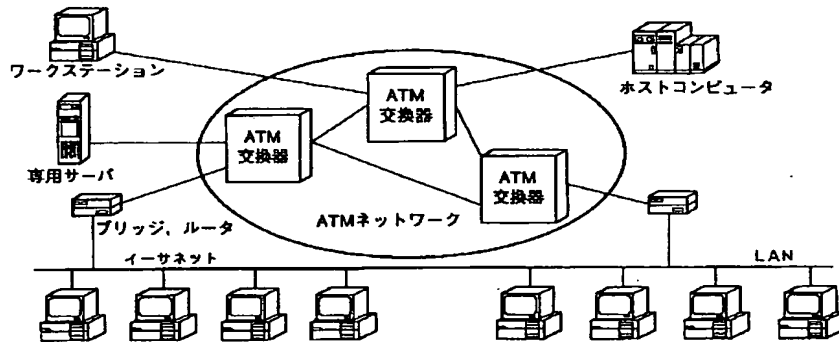 ワークステーション
ホストコンピュータ
ATM
交換器
ATM
交換器
専用サーバ
ATM
交換器
ATMネットワーク
ブリッジ，ルータ
イーサネット
LAN